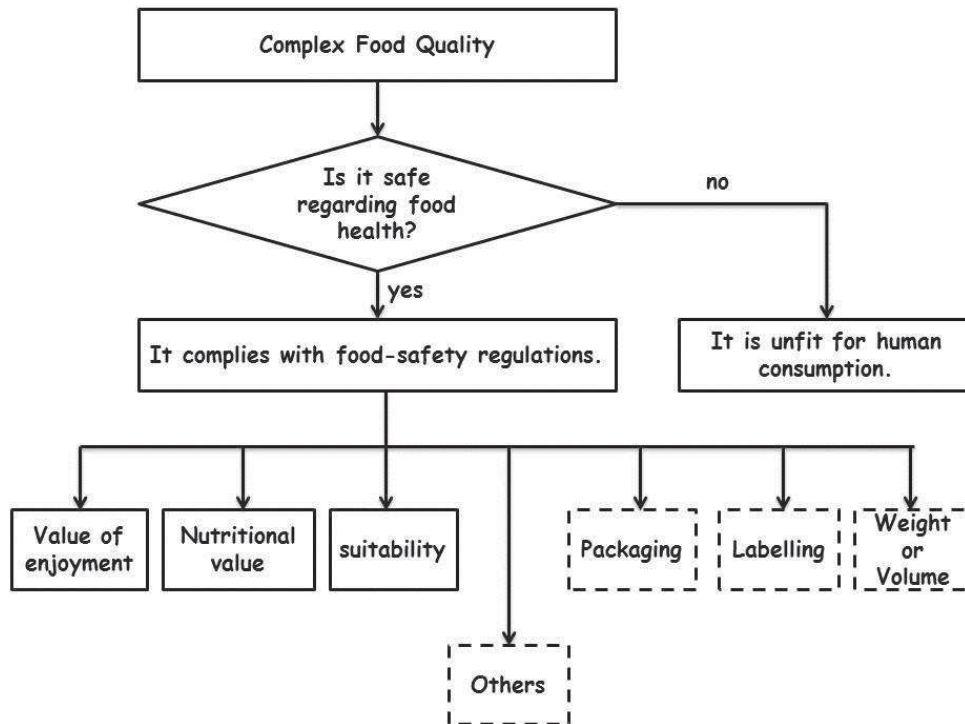 Complex Food Quality
Is it safe
regarding food
health?
no
yes
It complies with food-safety regulations.
It is unfit for human
consumption.
Value of
enjoyment
Nutritional
value
suitability
Packaging
Labelling
Weight
or
Volume
Others